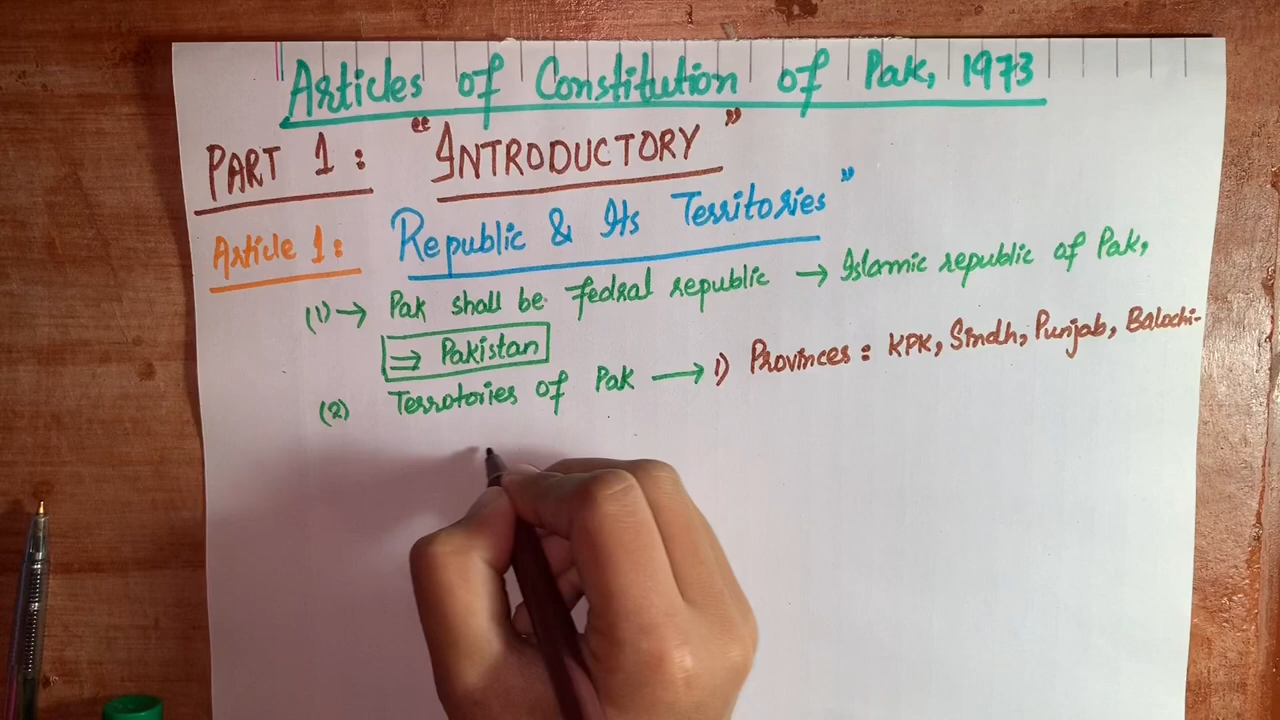 Articles of Constitution of Pak, 1973
PART 1 : "INTRODUCTORY"
Article 1: Republic & Its Territories"
(1)→ Pak shall be fedral republic → Islamic republic of Pak,
⇒ Pakistan
(2) Terrotories of Pak → 1) Provinces : KPK, Sindh, Punjab, Balochi-